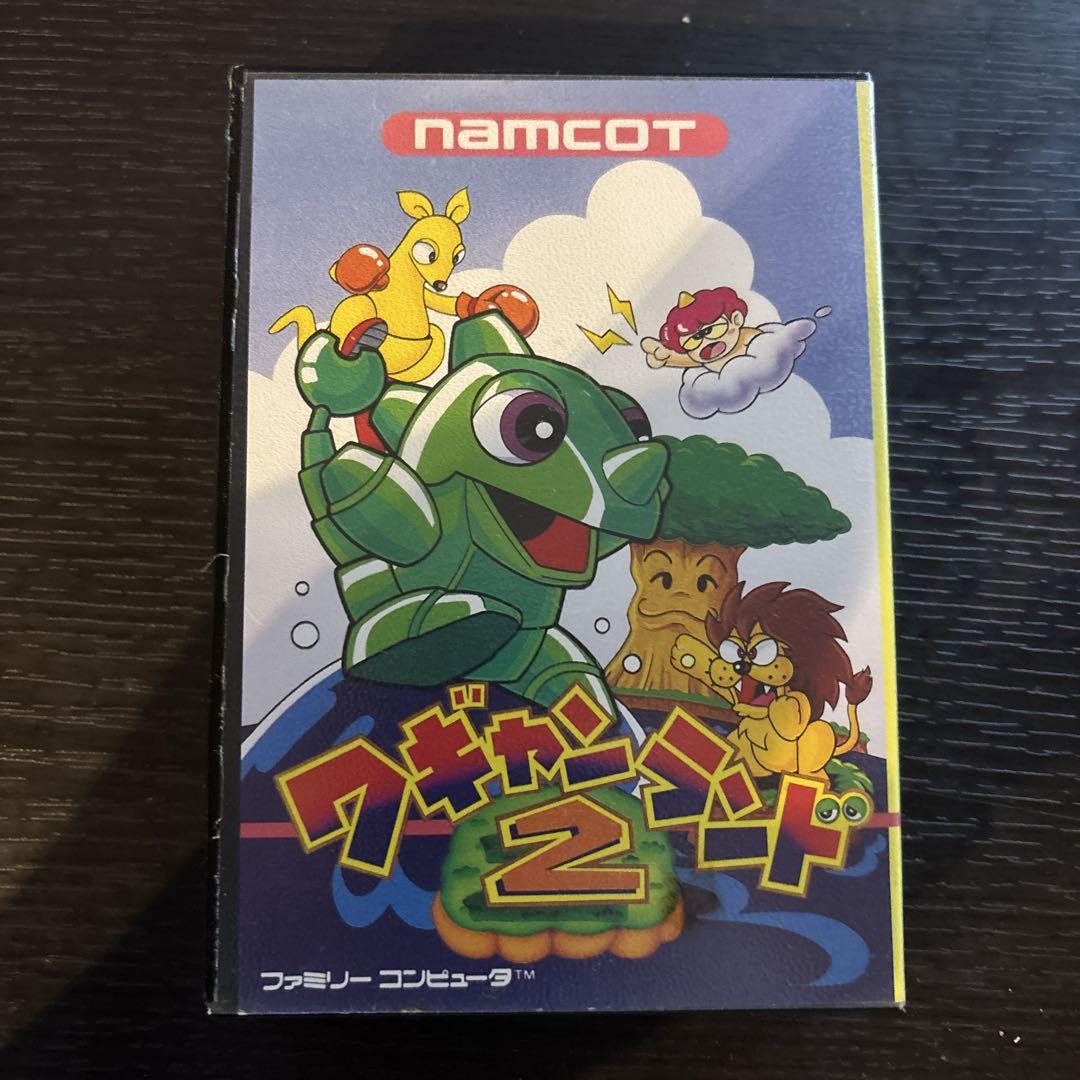 namcoT
ワギャンランド
2
ファミリー コンピュータ™